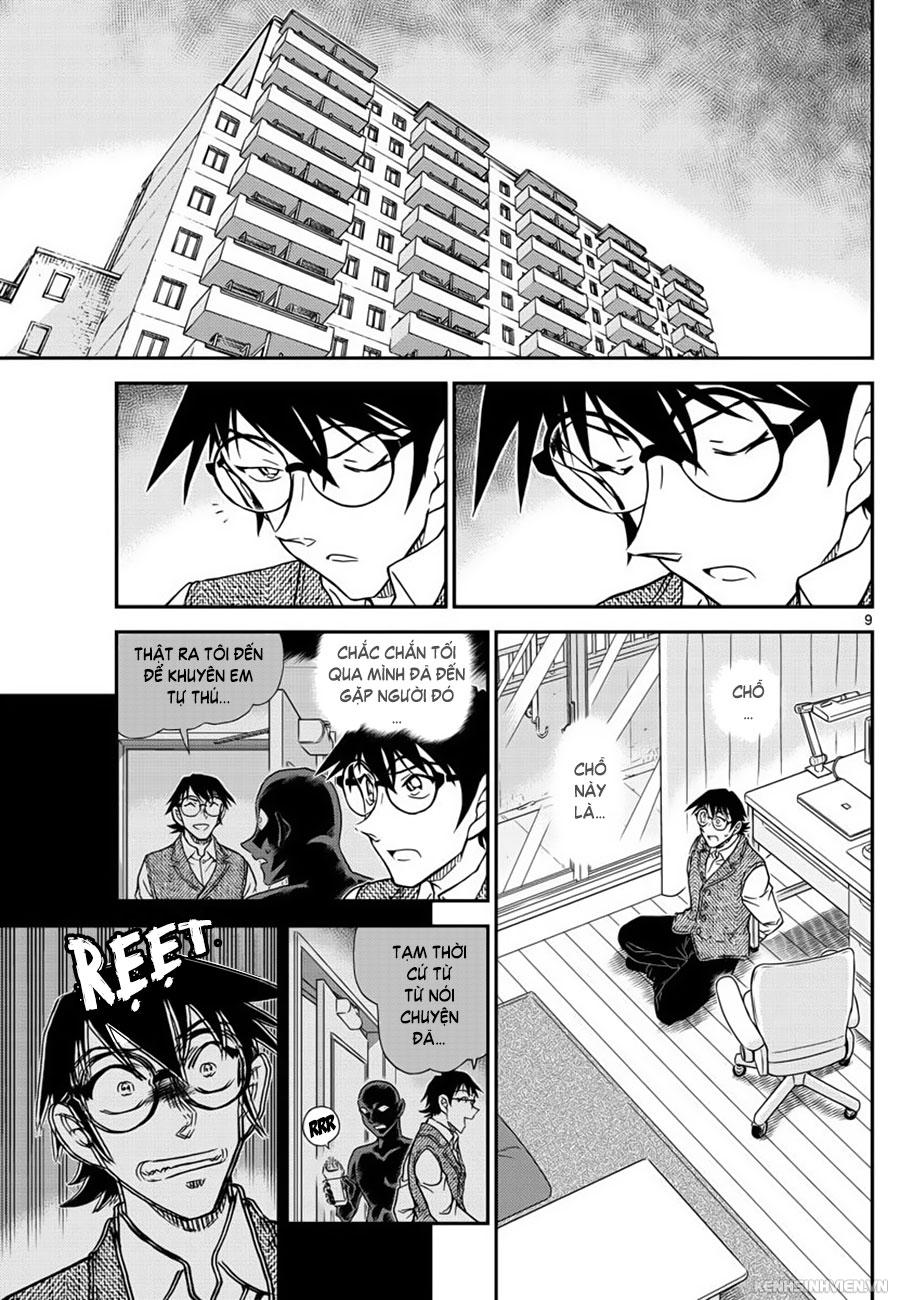 9
CHỖ
...
CHỖ
NÀY
LÀ...
CHẮC CHẮN TỐI
QUA MÌNH ĐÃ ĐẾN
GẶP NGƯỜI ĐÓ
...
THẬT RA TÔI ĐẾN
ĐỂ KHUYÊN EM
TỰ THÚ...
TẠM THỜI
CỨ TỪ
TỪ NÓI
CHUYỆN
ĐÃ...
RRR
RẸẸT
KENHSINHVIEN.VN